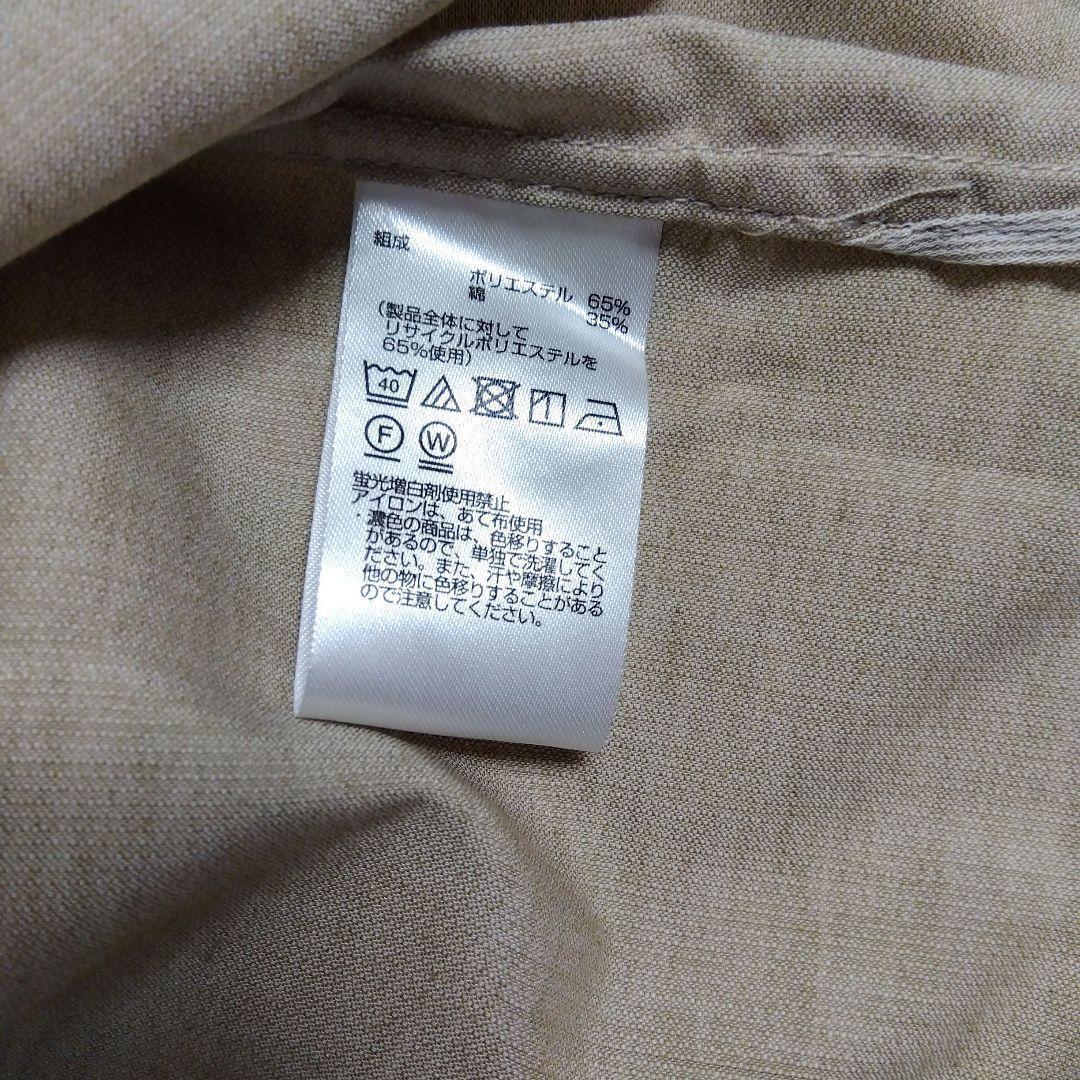 組成
ポリエステル 65%
綿 35%
(製品全体に対して
リサイクルポリエステルを
65%使用)
40
F W
蛍光増白剤使用禁止
アイロンは、あて布使用
・濃色の商品は、色移りすること
があるので、単独で洗濯してく
ださい。また、汗や摩擦により
他の物に色移りすることがある
ので注意してください。